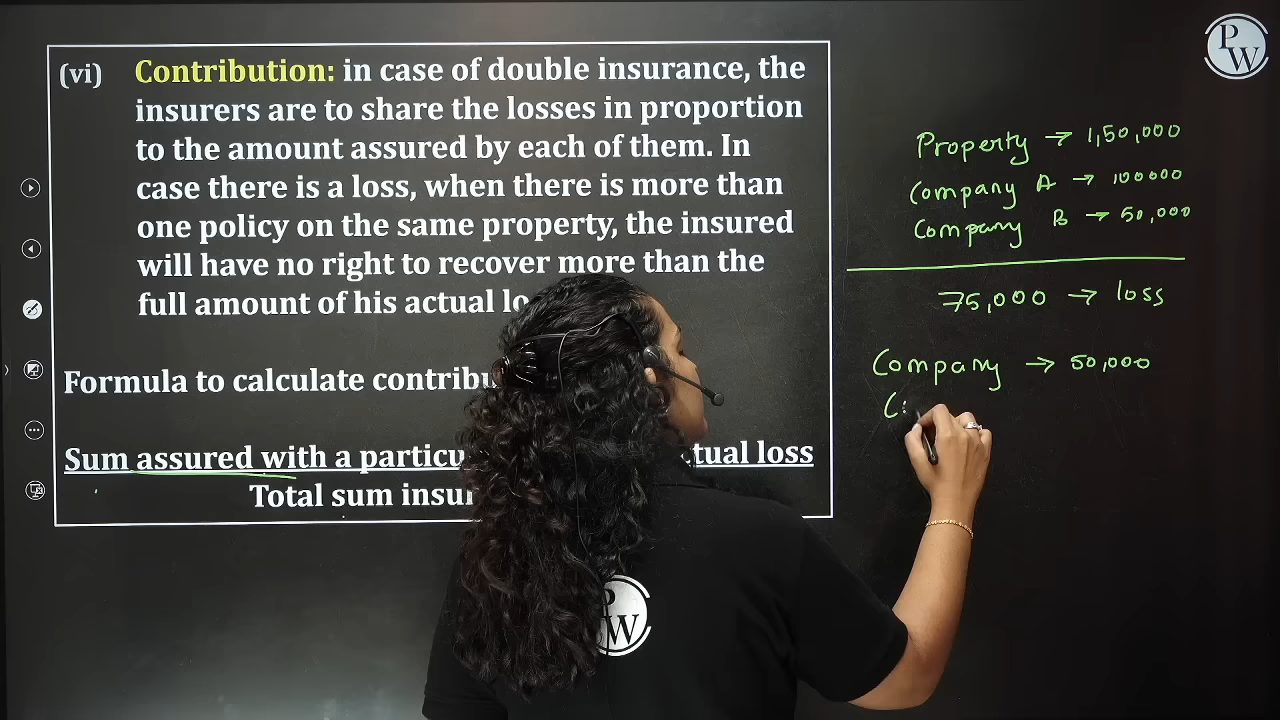 (vi) Contribution: in case of double insurance, the
insurers are to share the losses in proportion
to the amount assured by each of them. In
case there is a loss, when there is more than
one policy on the same property, the insured
will have no right to recover more than the
full amount of his actual lo
Formula to calculate contribu
Sum assured with a particu tual loss
Total sum insu
Property → 1,50,000
Company A → 100000
Company B → 50,000
75,000 → loss
Company → 50,000
P
W
P
W